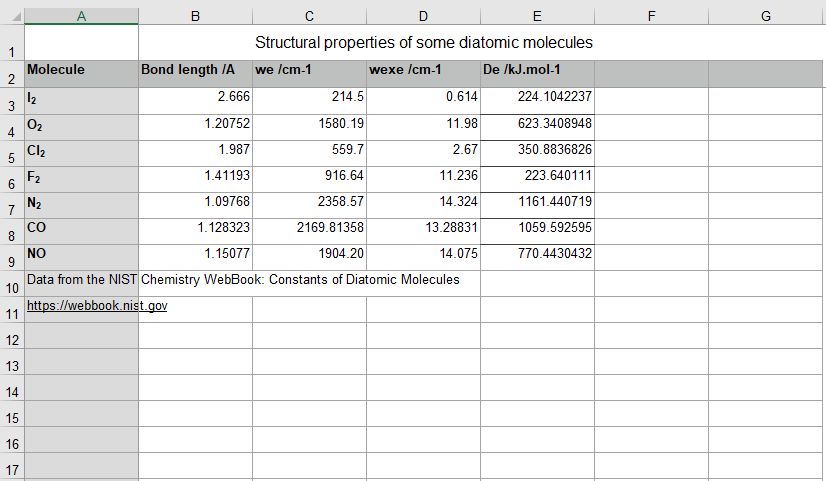 A B C D E F G
1 Structural properties of some diatomic molecules
2 Molecule Bond length /A we /cm-1 wexe /cm-1 De /kJ.mol-1
3 I₂ 2.666 214.5 0.614 224.1042237
4 O₂ 1.20752 1580.19 11.98 623.3408948
5 Cl₂ 1.987 559.7 2.67 350.8836826
6 F₂ 1.41193 916.64 11.236 223.640111
7 N₂ 1.09768 2358.57 14.324 1161.440719
8 CO 1.128323 2169.81358 13.28831 1059.592595
9 NO 1.15077 1904.20 14.075 770.4430432
10 Data from the NIST Chemistry WebBook: Constants of Diatomic Molecules
11 https://webbook.nist.gov
12
13
14
15
16
17